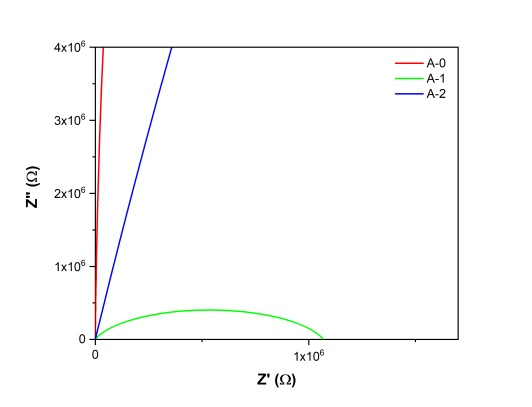 4x10⁶
3x10⁶
2x10⁶
1x10⁶
0
0
1x10⁶
Z'' (Ω)
Z' (Ω)
A-0
A-1
A-2